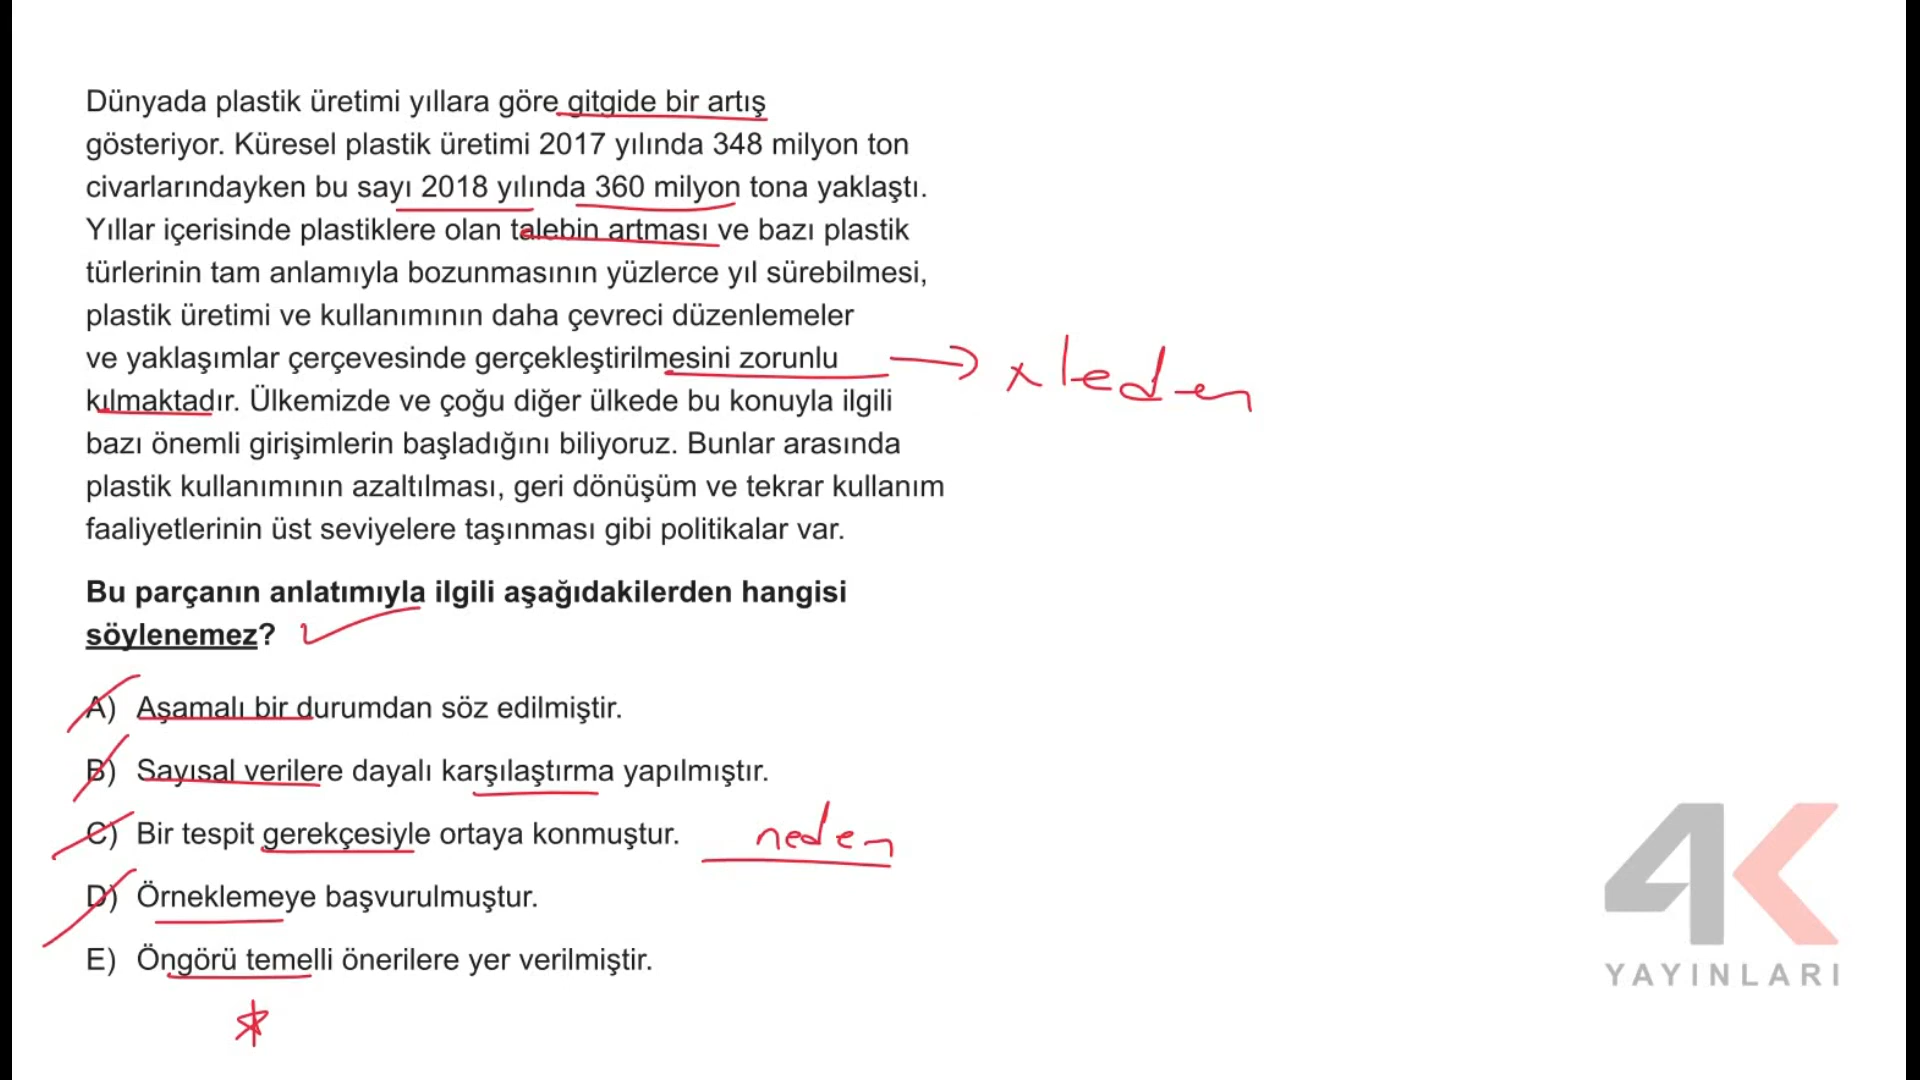 Dünyada plastik üretimi yıllara göre gitgide bir artış
gösteriyor. Küresel plastik üretimi 2017 yılında 348 milyon ton
civarlarındayken bu sayı 2018 yılında 360 milyon tona yaklaştı.
Yıllar içerisinde plastiklere olan talebin artması ve bazı plastik
türlerinin tam anlamıyla bozunmasının yüzlerce yıl sürebilmesi,
plastik üretimi ve kullanımının daha çevreci düzenlemeler
ve yaklaşımlar çerçevesinde gerçekleştirilmesini zorunlu
kılmaktadır. Ülkemizde ve çoğu diğer ülkede bu konuyla ilgili
bazı önemli girişimlerin başladığını biliyoruz. Bunlar arasında
plastik kullanımının azaltılması, geri dönüşüm ve tekrar kullanım
faaliyetlerinin üst seviyelere taşınması gibi politikalar var.
Bu parçanın anlatımıyla ilgili aşağıdakilerden hangisi
söylenemez?
A) Aşamalı bir durumdan söz edilmiştir.
B) Sayısal verilere dayalı karşılaştırma yapılmıştır.
C) Bir tespit gerekçesiyle ortaya konmuştur. neden
D) Örneklemeye başvurulmuştur.
E) Öngörü temelli önerilere yer verilmiştir.
4K
YAYINLARI